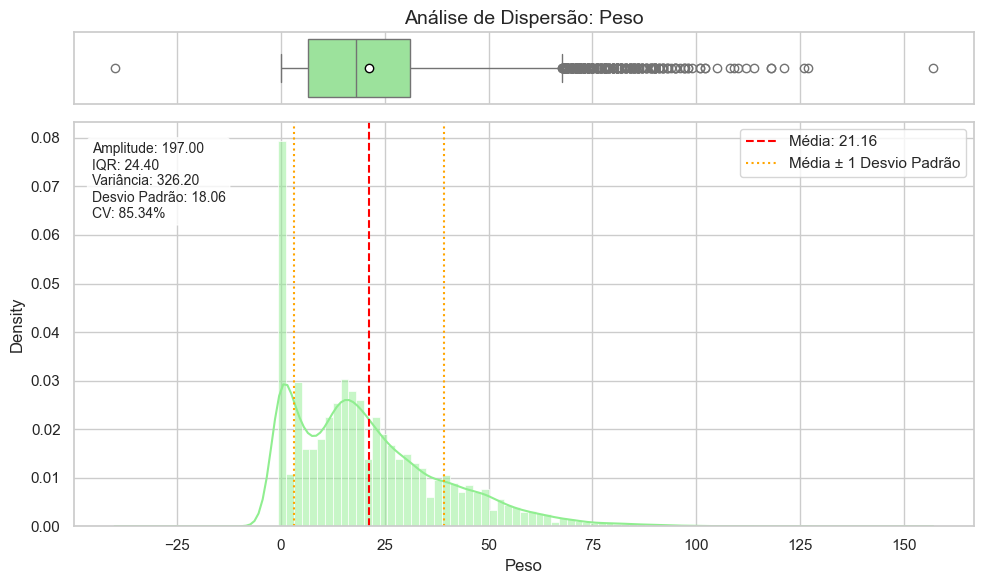 Análise de Dispersão: Peso
0.08
0.07
0.06
0.05
0.04
0.03
0.02
0.01
0.00
Density
Amplitude: 197.00
IQR: 24.40
Variância: 326.20
Desvio Padrão: 18.06
CV: 85.34%
Média: 21.16
Média ± 1 Desvio Padrão
−25
0
25
50
75
100
125
150
Peso